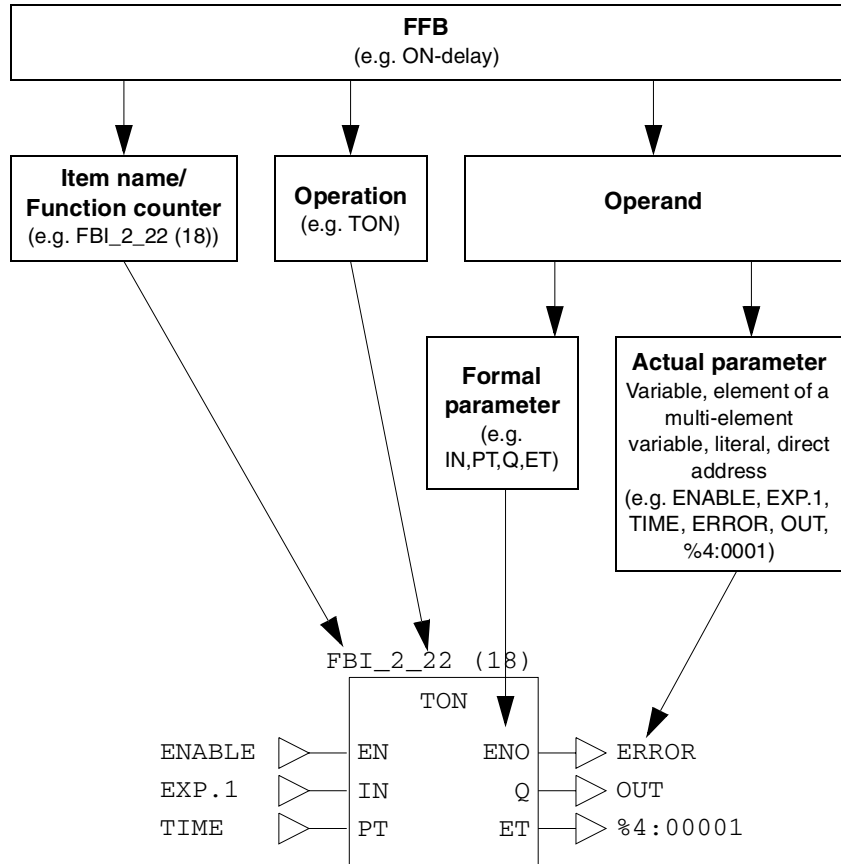 FFB
(e.g. ON-delay)
Item name/
Function counter
(e.g. FBI_2_22 (18))
Operation
(e.g. TON)
Operand
Formal
parameter
(e.g.
IN,PT,Q,ET)
Actual parameter
Variable, element of a
multi-element
variable, literal, direct
address
(e.g. ENABLE, EXP.1,
TIME, ERROR, OUT,
%4:0001)
FBI_2_22 (18)
TON
ENABLE EN ENO ERROR
EXP.1 IN Q OUT
TIME PT ET %4:00001